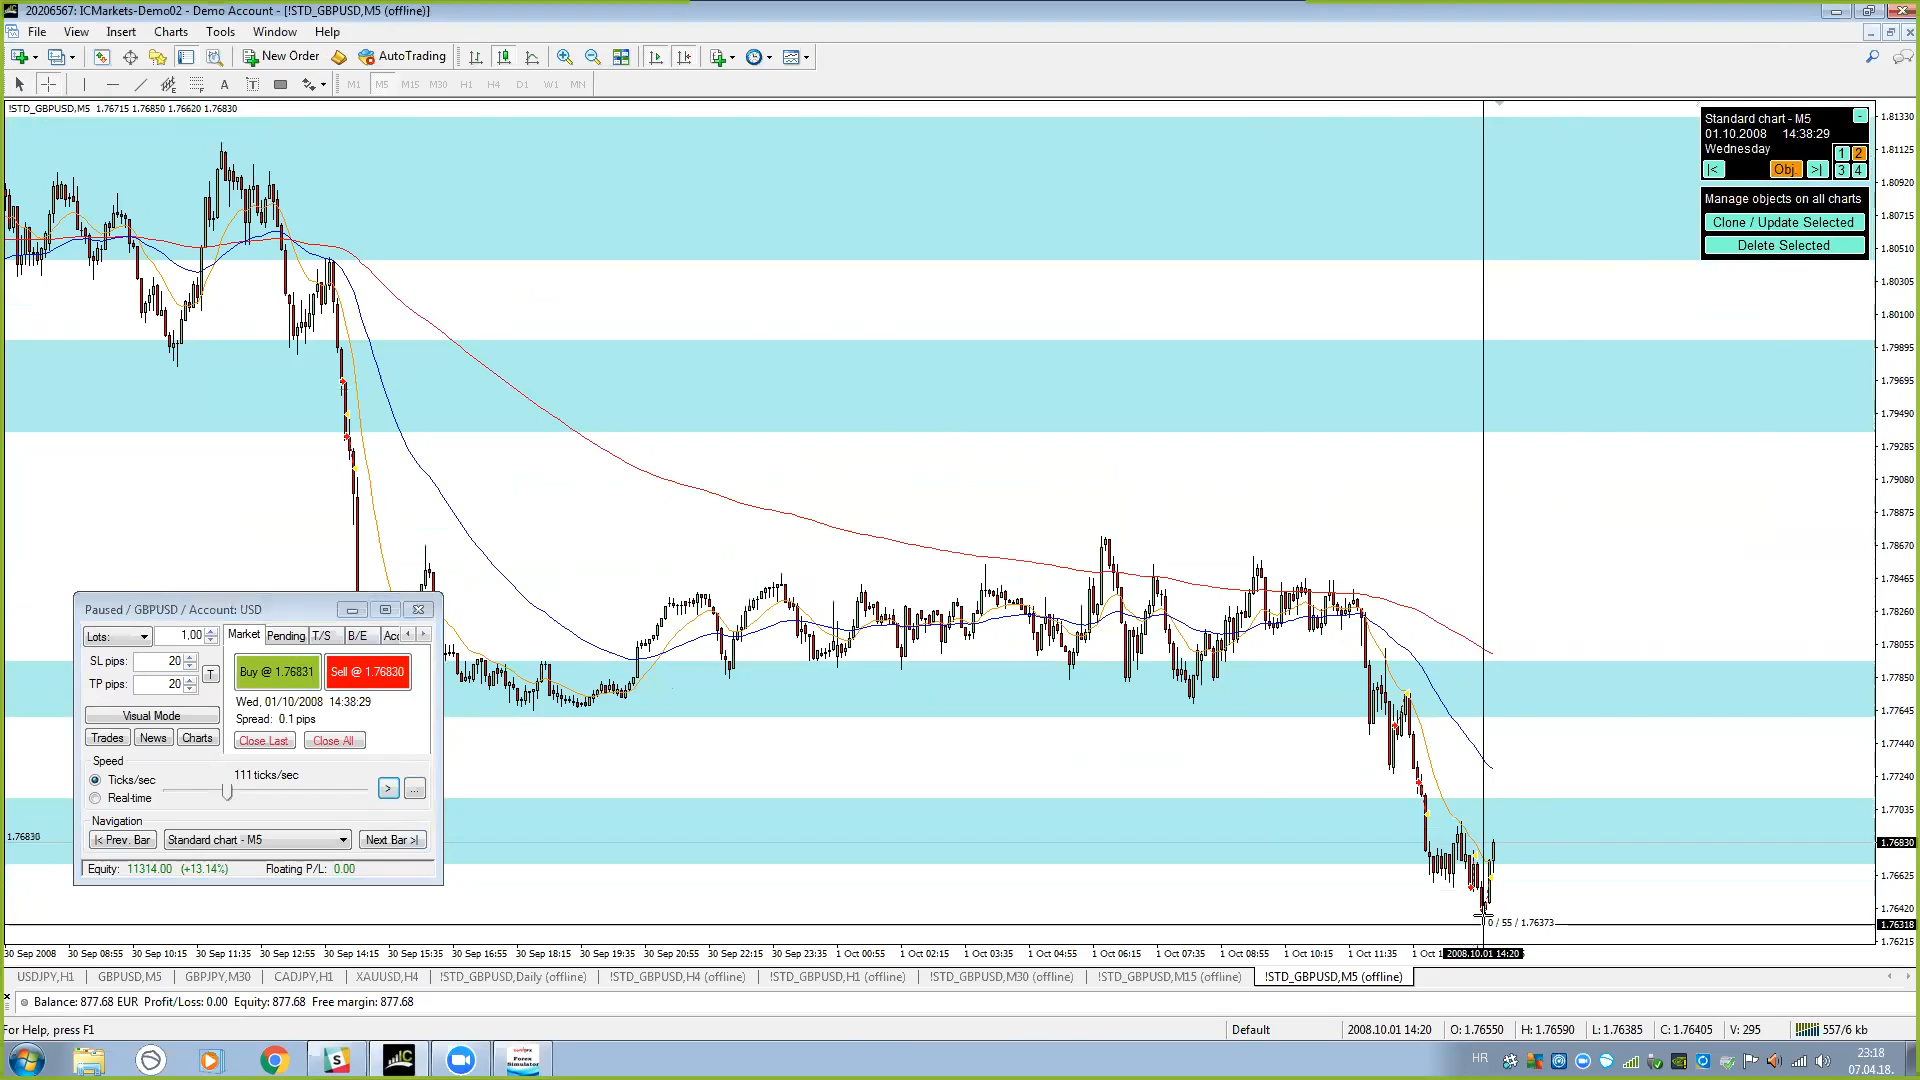 20206567: ICMarkets-Demo02 - Demo Account - [!STD_GBPUSD,M5 (offline)]
File View Insert Charts Tools Window Help
New Order AutoTrading
A T M1 M5 M15 M30 H1 H4 D1 W1 MN
!STD_GBPUSD,M5 1.76715 1.76850 1.76620 1.76830
Standard chart - M5
01.10.2008 14:38:29
Wednesday
|< Obj. >| 1 2 3 4
Manage objects on all charts
Clone / Update Selected
Delete Selected
1.81330
1.81125
1.80920
1.80715
1.80510
1.80305
1.80100
1.79895
1.79695
1.79490
1.79285
1.79080
1.78875
1.78670
1.78465
1.78260
1.78055
1.77850
1.77645
1.77440
1.77240
1.77035
1.76830
1.76625
1.76420
1.76318
1.76215
Paused / GBPUSD / Account: USD
Lots: 1.00 Market Pending T/S B/E Acc
SL pips: 20
TP pips: 20
T
Buy @ 1.76831 Sell @ 1.76830
Wed, 01/10/2008 14:38:29
Visual Mode
Spread: 0.1 pips
Trades News Charts Close Last Close All
Speed
Ticks/sec 111 ticks/sec
Real-time
> ...
Navigation
|< Prev. Bar Standard chart - M5 Next Bar >|
Equity: 11314.00 (+13.14%) Floating P/L: 0.00
1.76830
0 / 55 / 1.76373
30 Sep 2008 30 Sep 08:55 30 Sep 10:15 30 Sep 11:35 30 Sep 12:55 30 Sep 14:15 30 Sep 15:35 30 Sep 16:55 30 Sep 18:15 30 Sep 19:35 30 Sep 20:55 30 Sep 22:15 30 Sep 23:35 1 Oct 00:55 1 Oct 02:15 1 Oct 03:35 1 Oct 04:55 1 Oct 06:15 1 Oct 07:35 1 Oct 08:55 1 Oct 10:15 1 Oct 11:35 1 Oct 1 2008.10.01 14:20
USDJPY,H1 GBPUSD,M5 GBPJPY,M30 CADJPY,H1 XAUUSD,H4 !STD_GBPUSD,Daily (offline) !STD_GBPUSD,H4 (offline) !STD_GBPUSD,H1 (offline) !STD_GBPUSD,M30 (offline) !STD_GBPUSD,M15 (offline) !STD_GBPUSD,M5 (offline)
Balance: 877.68 EUR Profit/Loss: 0.00 Equity: 877.68 Free margin: 877.68
For Help, press F1 Default 2008.10.01 14:20 O: 1.76550 H: 1.76590 L: 1.76385 C: 1.76405 V: 295 557/6 kb
S IC Forex Simulator HR 23:18
07.04.18.